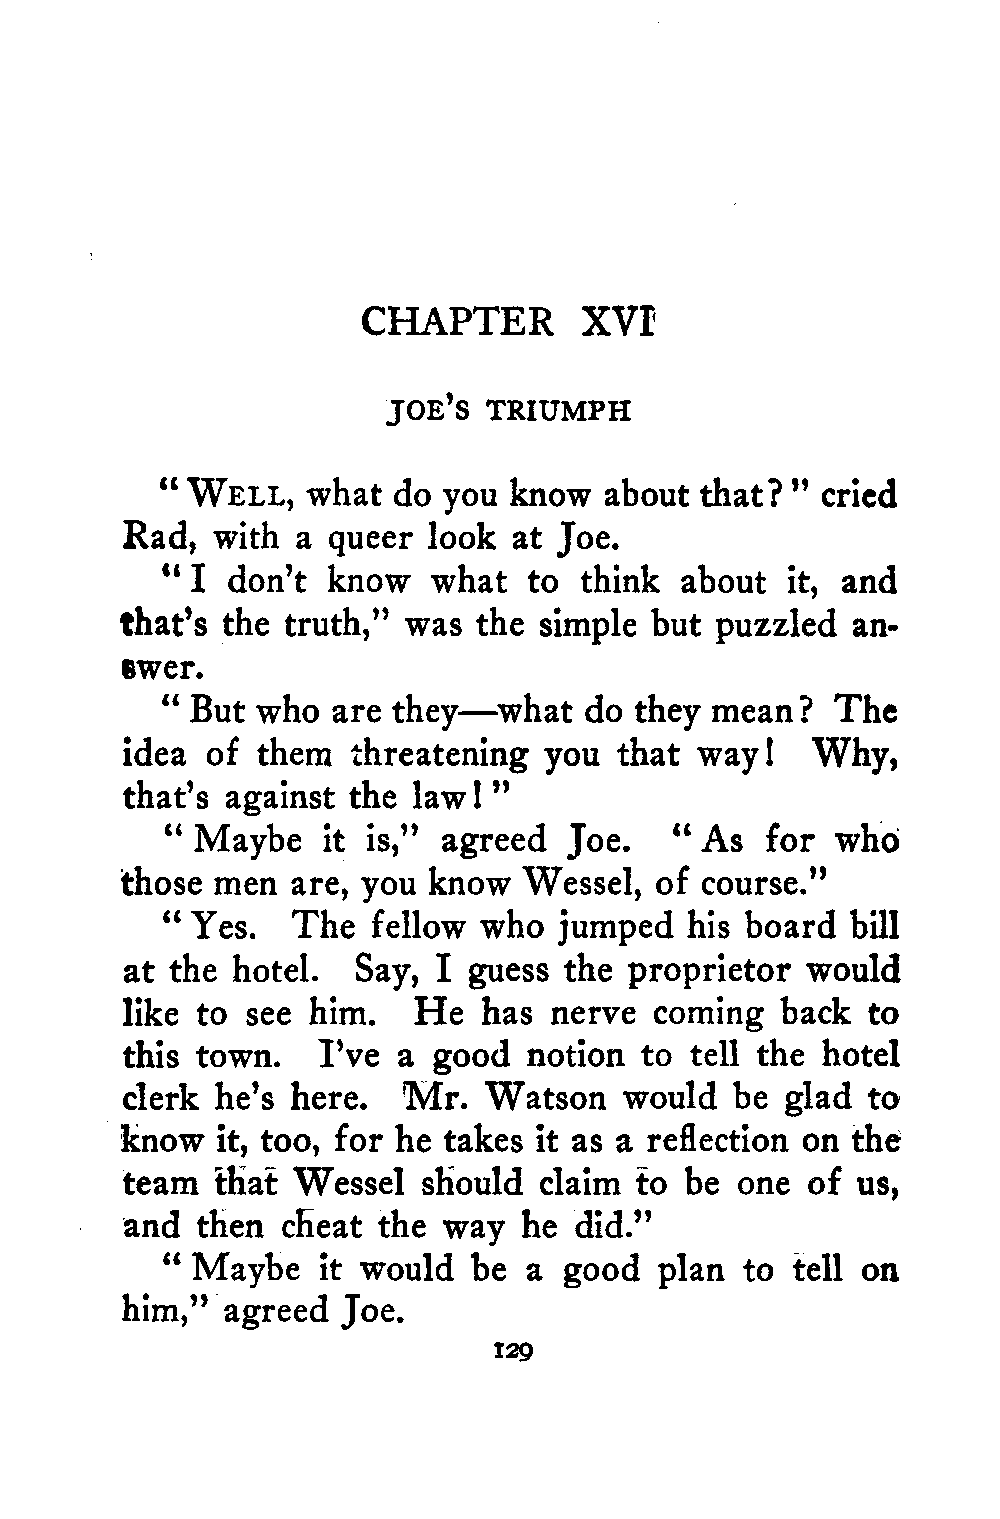 CHAPTER XVI
JOE'S TRIUMPH
"WELL, what do you know about that?" cried
Rad, with a queer look at Joe.
"I don't know what to think about it, and
that's the truth," was the simple but puzzled an-
swer.
"But who are they—what do they mean? The
idea of them threatening you that way! Why,
that's against the law!"
"Maybe it is," agreed Joe. "As for who
those men are, you know Wessel, of course."
"Yes. The fellow who jumped his board bill
at the hotel. Say, I guess the proprietor would
like to see him. He has nerve coming back to
this town. I've a good notion to tell the hotel
clerk he's here. Mr. Watson would be glad to
know it, too, for he takes it as a reflection on the
team that Wessel should claim to be one of us,
and then cheat the way he did."
"Maybe it would be a good plan to tell on
him," agreed Joe.
129